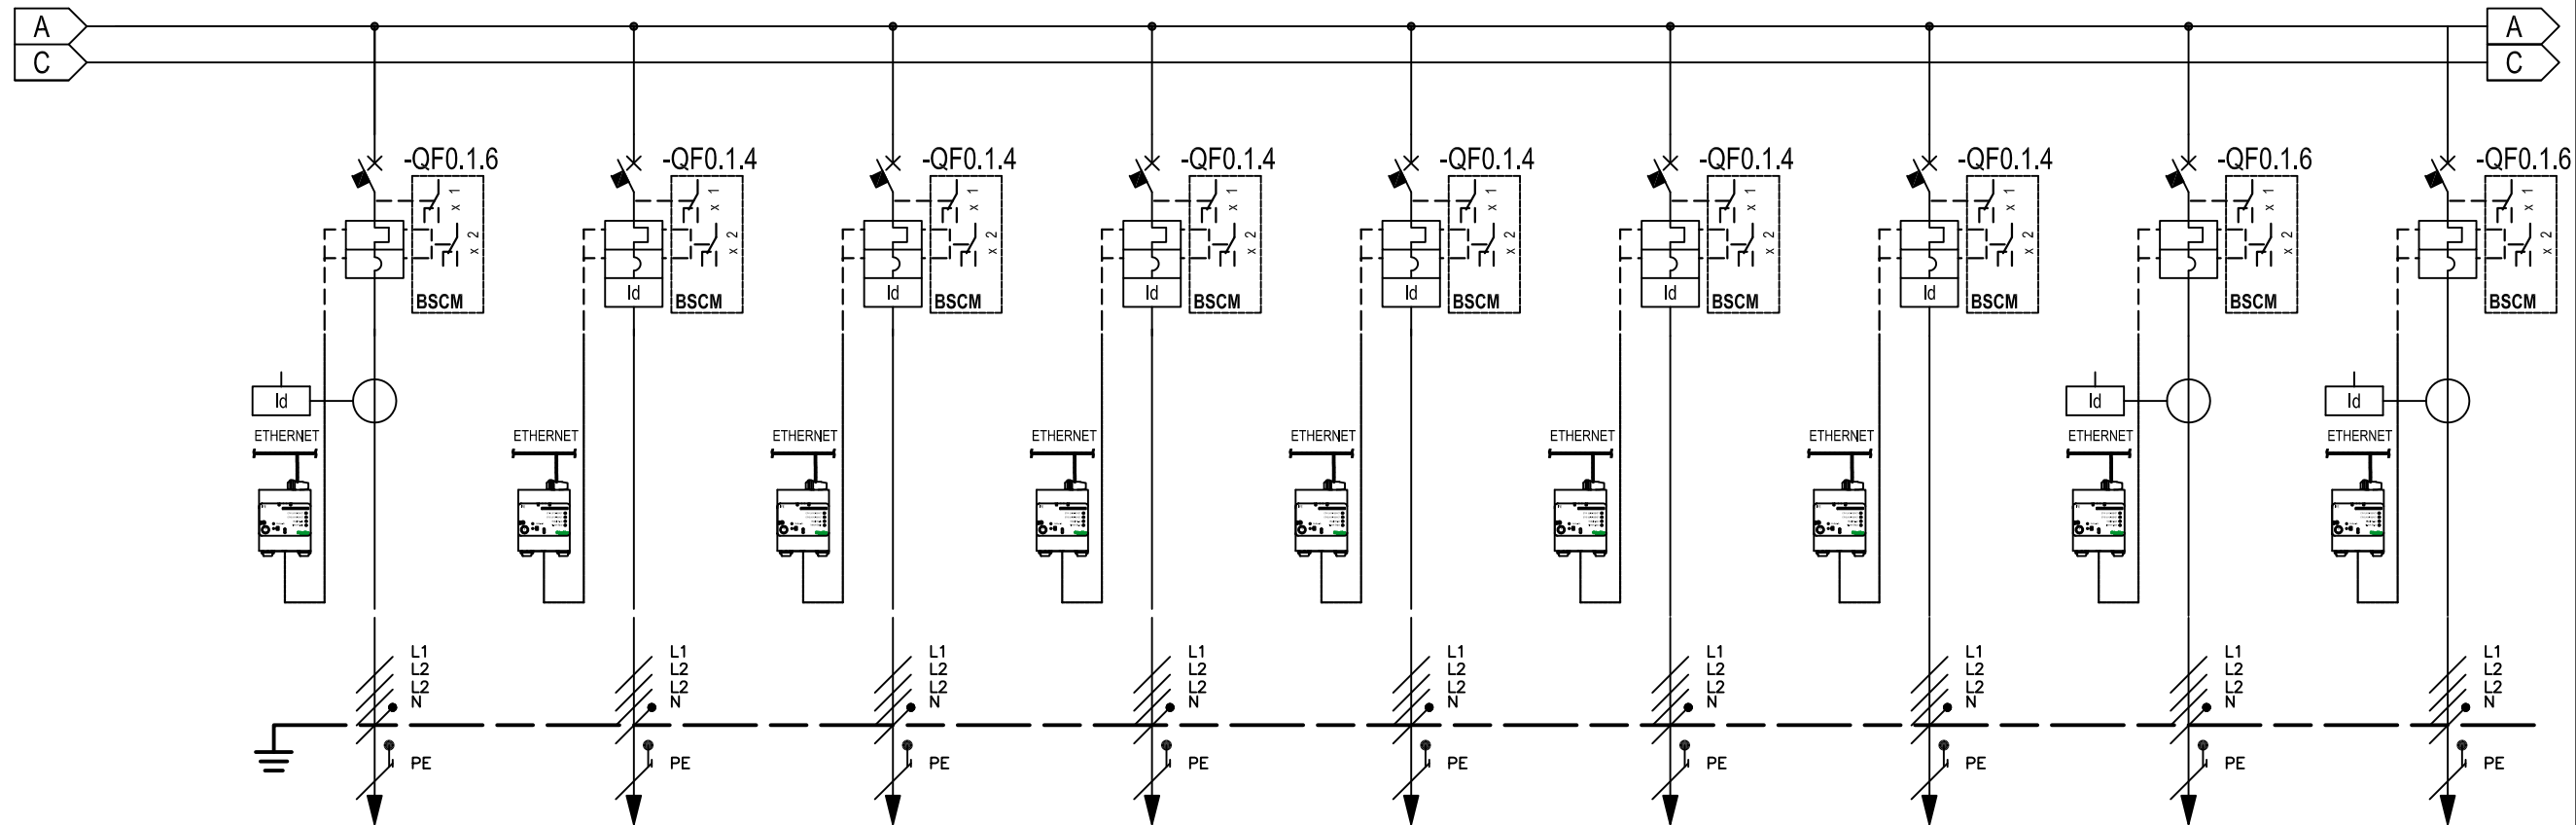 A A
C C
-QF0.1.6 -QF0.1.4 -QF0.1.4 -QF0.1.4 -QF0.1.4 -QF0.1.4 -QF0.1.4 -QF0.1.6 -QF0.1.6
x 1 x 1 x 1 x 1 x 1 x 1 x 1 x 1 x 1
x 2 x 2 x 2 x 2 x 2 x 2 x 2 x 2 x 2
Id Id Id Id Id Id
BSCM BSCM BSCM BSCM BSCM BSCM BSCM BSCM BSCM
Id Id Id
ETHERNET ETHERNET ETHERNET ETHERNET ETHERNET ETHERNET ETHERNET ETHERNET ETHERNET
L1 L1 L1 L1 L1 L1 L1 L1 L1
L2 L2 L2 L2 L2 L2 L2 L2 L2
L2 L2 L2 L2 L2 L2 L2 L2 L2
N N N N N N N N N
PE PE PE PE PE PE PE PE PE